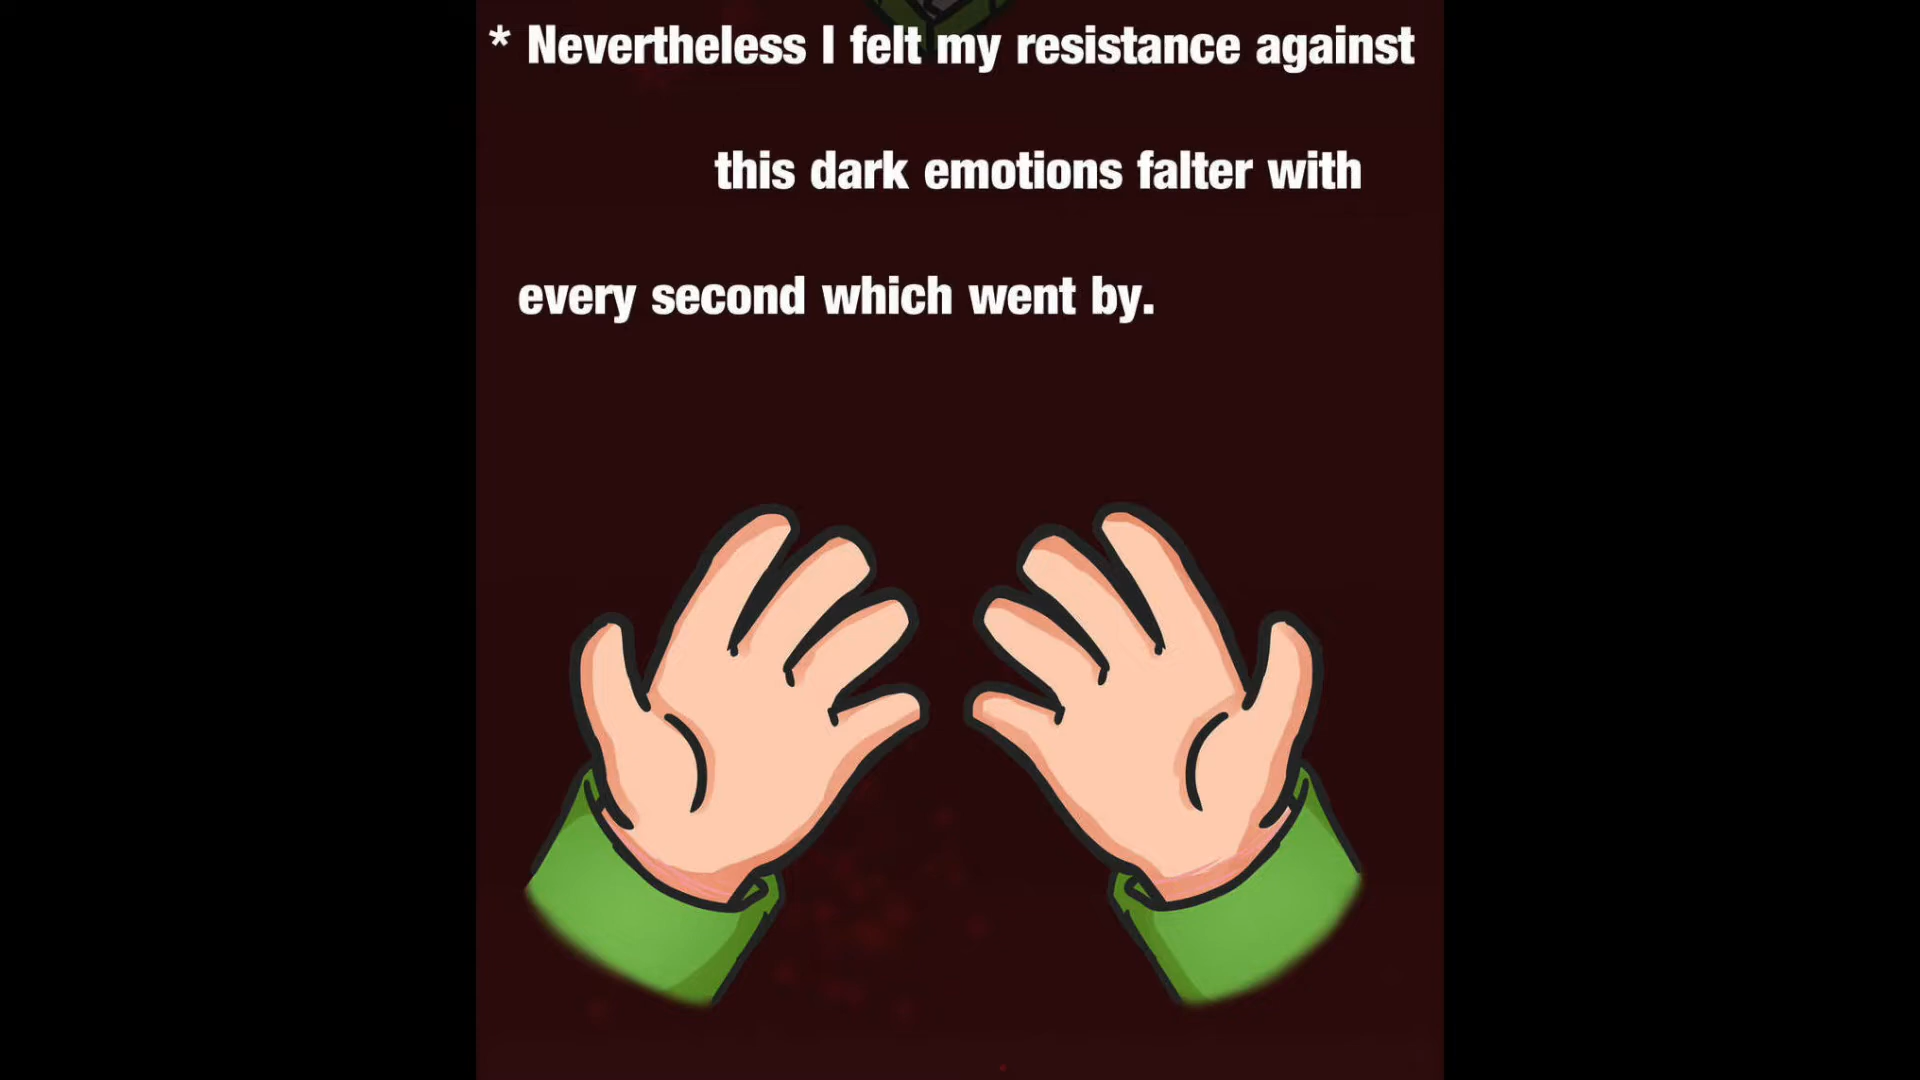 * Nevertheless I felt my resistance against
this dark emotions falter with
every second which went by.